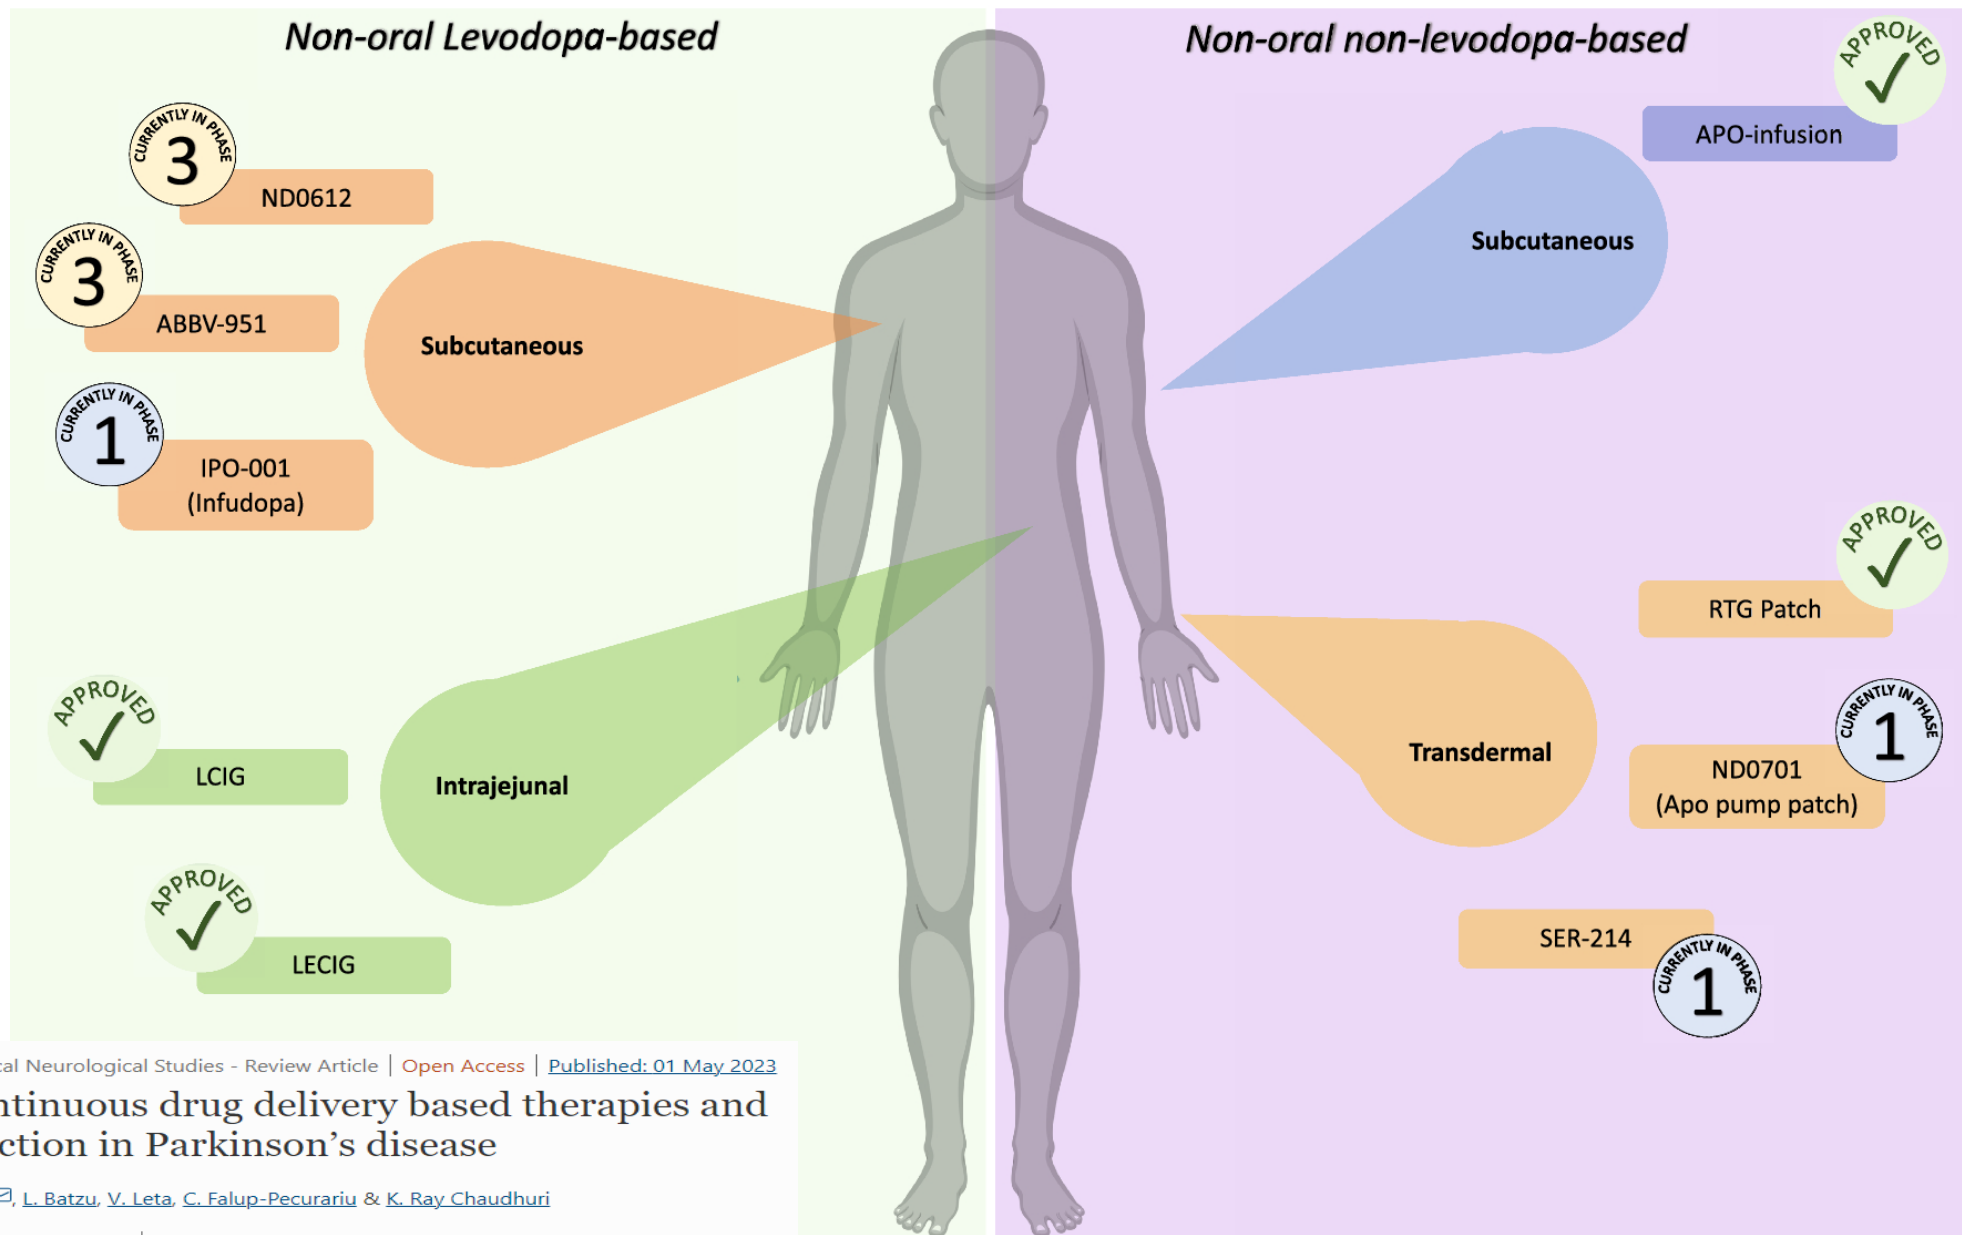 Non-oral Levodopa-based
CURRENTLY IN PHASE
3
ND0612
CURRENTLY IN PHASE
3
ABBV-951
Subcutaneous
CURRENTLY IN PHASE
1
IPO-001
(Infudopa)
APPROVED
LCIG
Intrajejunal
APPROVED
LECIG
Non-oral non-levodopa-based
APPROVED
APO-infusion
Subcutaneous
APPROVED
RTG Patch
CURRENTLY IN PHASE
1
ND0701
(Apo pump patch)
Transdermal
SER-214
CURRENTLY IN PHASE
1
cal Neurological Studies - Review Article | Open Access | Published: 01 May 2023
ntinuous drug delivery based therapies and
ction in Parkinson’s disease
, L. Batzu, V. Leta, C. Falup-Pecurariu & K. Ray Chaudhuri